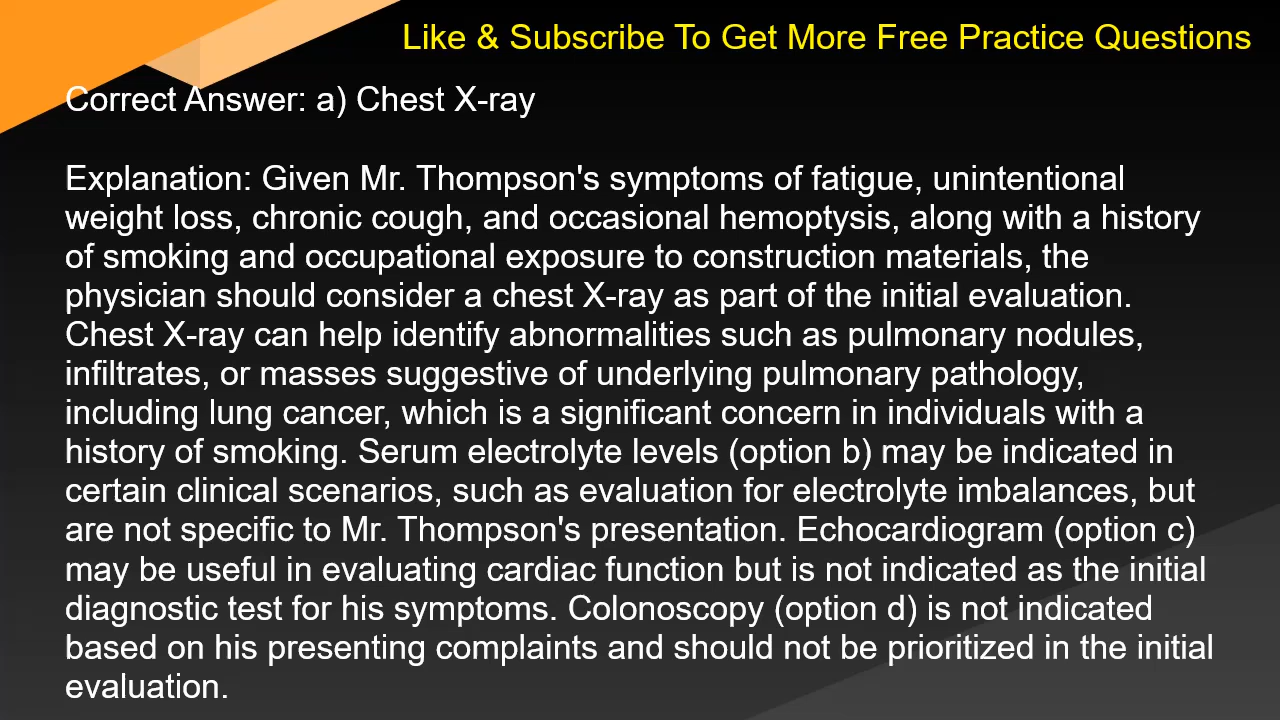 Like & Subscribe To Get More Free Practice Questions
Correct Answer: a) Chest X-ray
Explanation: Given Mr. Thompson's symptoms of fatigue, unintentional
weight loss, chronic cough, and occasional hemoptysis, along with a history
of smoking and occupational exposure to construction materials, the
physician should consider a chest X-ray as part of the initial evaluation.
Chest X-ray can help identify abnormalities such as pulmonary nodules,
infiltrates, or masses suggestive of underlying pulmonary pathology,
including lung cancer, which is a significant concern in individuals with a
history of smoking. Serum electrolyte levels (option b) may be indicated in
certain clinical scenarios, such as evaluation for electrolyte imbalances, but
are not specific to Mr. Thompson's presentation. Echocardiogram (option c)
may be useful in evaluating cardiac function but is not indicated as the initial
diagnostic test for his symptoms. Colonoscopy (option d) is not indicated
based on his presenting complaints and should not be prioritized in the initial
evaluation.